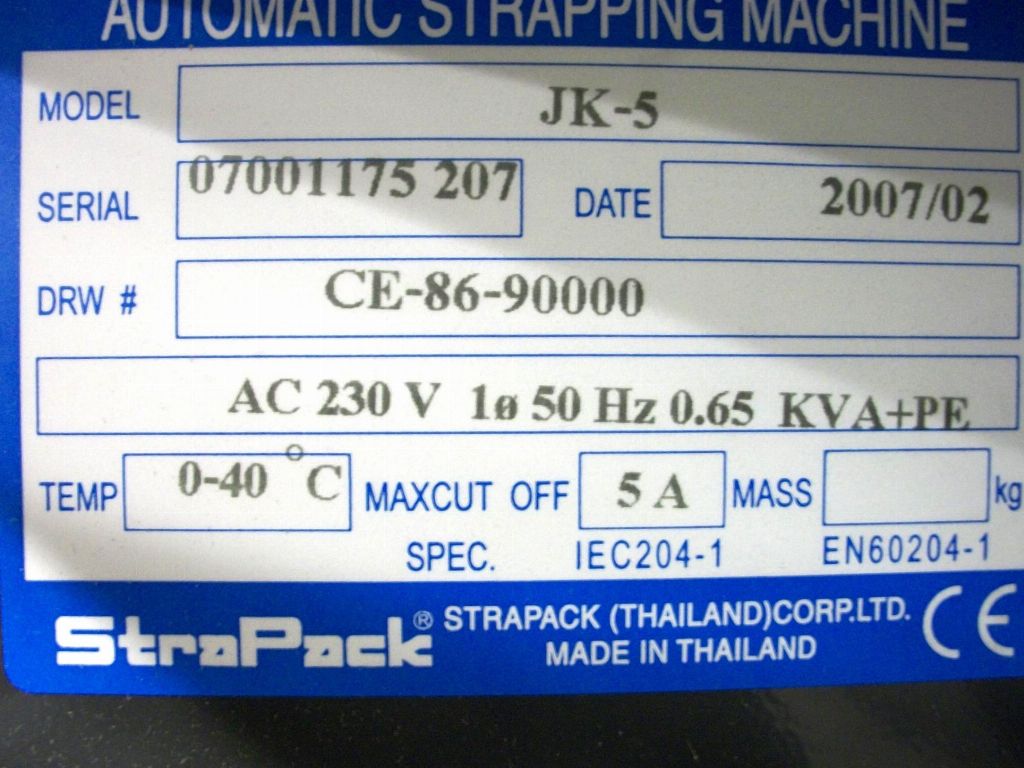 AUTOMATIC STRAPPING MACHINE
MODEL JK-5
SERIAL 07001175 207 DATE 2007/02
DRW # CE-86-90000
AC 230 V 1ø 50 Hz 0.65 KVA+PE
TEMP 0-40 °C MAXCUT OFF 5 A MASS kg
SPEC. IEC204-1 EN60204-1
StraPack® STRAPACK (THAILAND)CORP.LTD. CE
MADE IN THAILAND